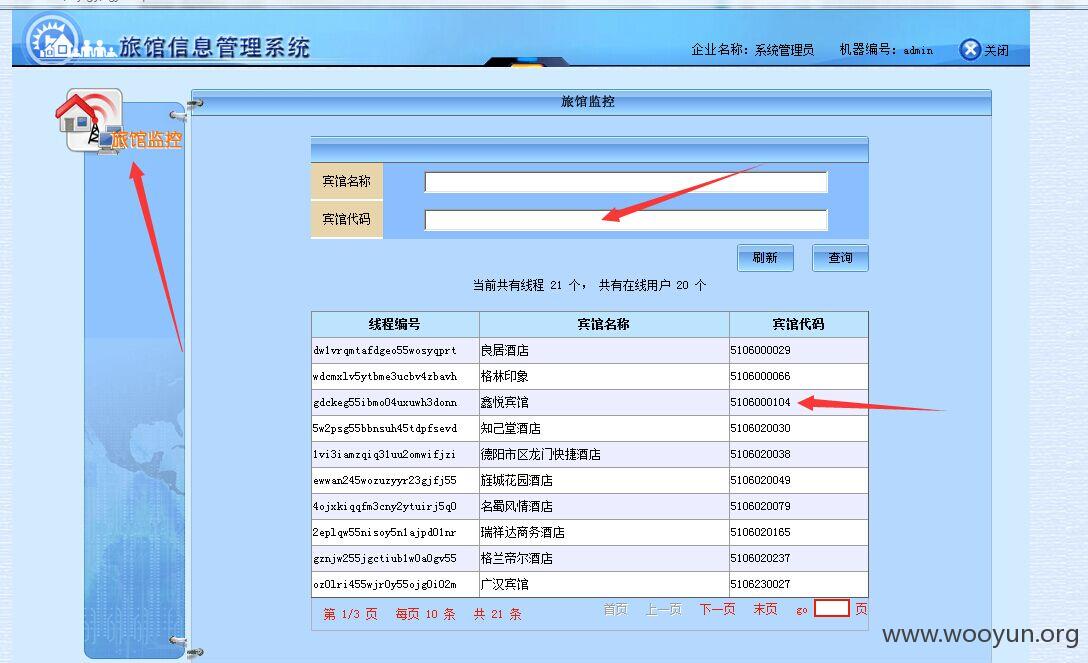 旅馆信息管理系统
企业名称：系统管理员 机器编号：admin 关闭
旅馆监控
旅馆监控
宾馆名称
宾馆代码
刷新 查询
当前共有线程 21 个， 共有在线用户 20 个
线程编号 宾馆名称 宾馆代码
dw1vrqmtafdgeo55wosyqprt 良居酒店 5106000029
wdcmxlv5ytbme3ucbv4zbavh 格林印象 5106000066
gdckeg55ibmo04uxuwh3donn 鑫悦宾馆 5106000104
5w2psg55bbnsuh45tdpfsevd 知己堂酒店 5106020030
1vi3iamzqiq31uu2omwifjzi 德阳市区龙门快捷酒店 5106020038
ewwan245wozuzyyr23gjfj55 旌城花园酒店 5106020049
4ojxkiqqfm3cny2ytuirj5q0 名蜀风情酒店 5106020079
2eplqw55nisoy5n1ajpd01nr 瑞祥达商务酒店 5106020165
gznjw255jgctiub1w0a0gv55 格兰帝尔酒店 5106020237
oz0lri455wjr0y55ojg0i02m 广汉宾馆 5106230027
第 1/3 页 每页 10 条 共 21 条 首页 上一页 下一页 末页 go 页
www.wooyun.org